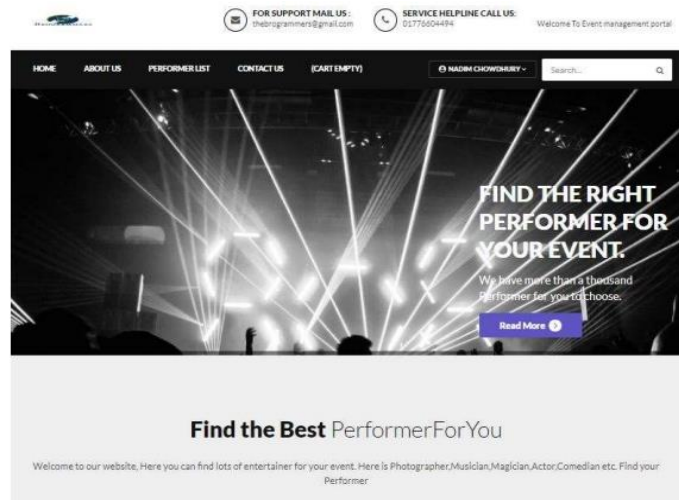 FOR SUPPORT MAIL US :
thebrogrammers@gmail.com
SERVICE HELPLINE CALL US:
01776604494
Welcome To Event management portal
HOME ABOUT US PERFORMER LIST CONTACT US (CART EMPTY) NADIM CHOWDHURY Search...
FIND THE RIGHT
PERFORMER FOR
YOUR EVENT.
We have more than a thousand
Performer for you to choose.
Read More
Find the Best PerformerForYou
Welcome to our website, Here you can find lots of entertainer for your event. Here is Photographer,Musician,Magician,Actor,Comedian etc. Find your
Performer